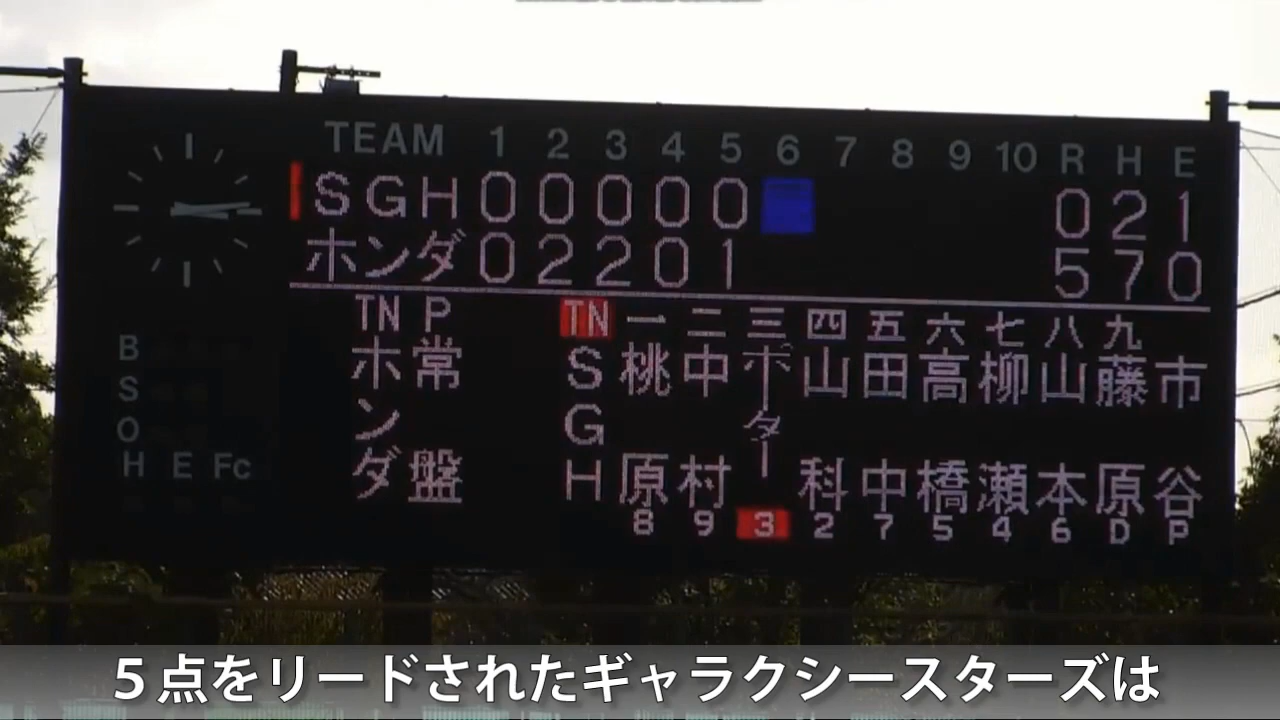 TEAM 1 2 3 4 5 6 7 8 9 10 R H E
SGH 0 0 0 0 0 0 2 1
ホンダ 0 2 2 0 1 5 7 0
TN P
ホンダ 常盤
TN 一 二 三 四 五 六 七 八 九
SGH 桃原 中村 ポーター 山科 田中 高橋 柳瀬 山本 藤原 市谷
8 9 3 2 7 5 4 6 D P
B
S
O
H E Fc
5点をリードされたギャラクシースターズは